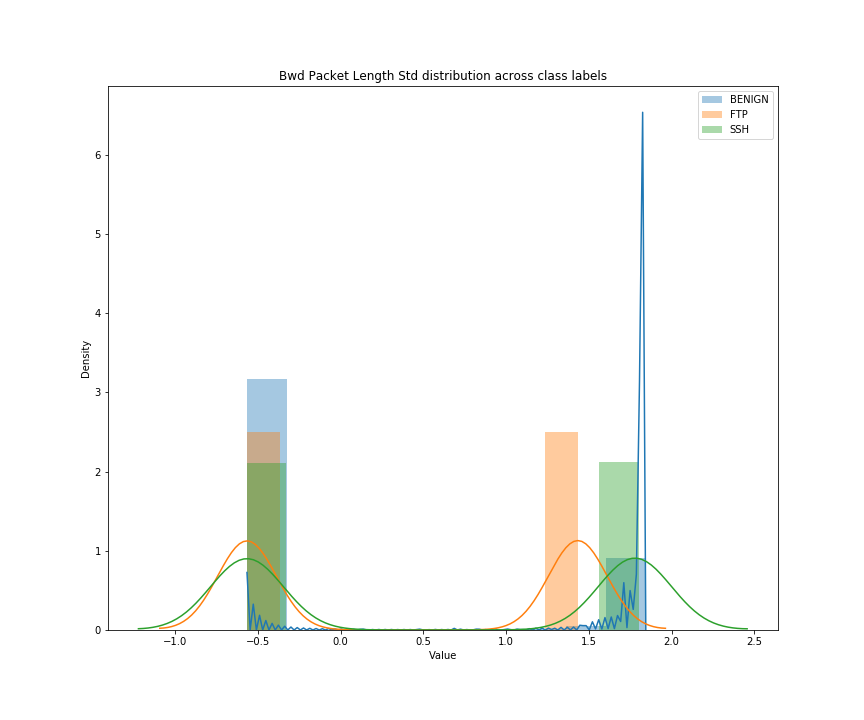 Bwd Packet Length Std distribution across class labels
BENIGN
FTP
SSH
6
5
4
3
2
1
0
Density
−1.0 −0.5 0.0 0.5 1.0 1.5 2.0 2.5
Value